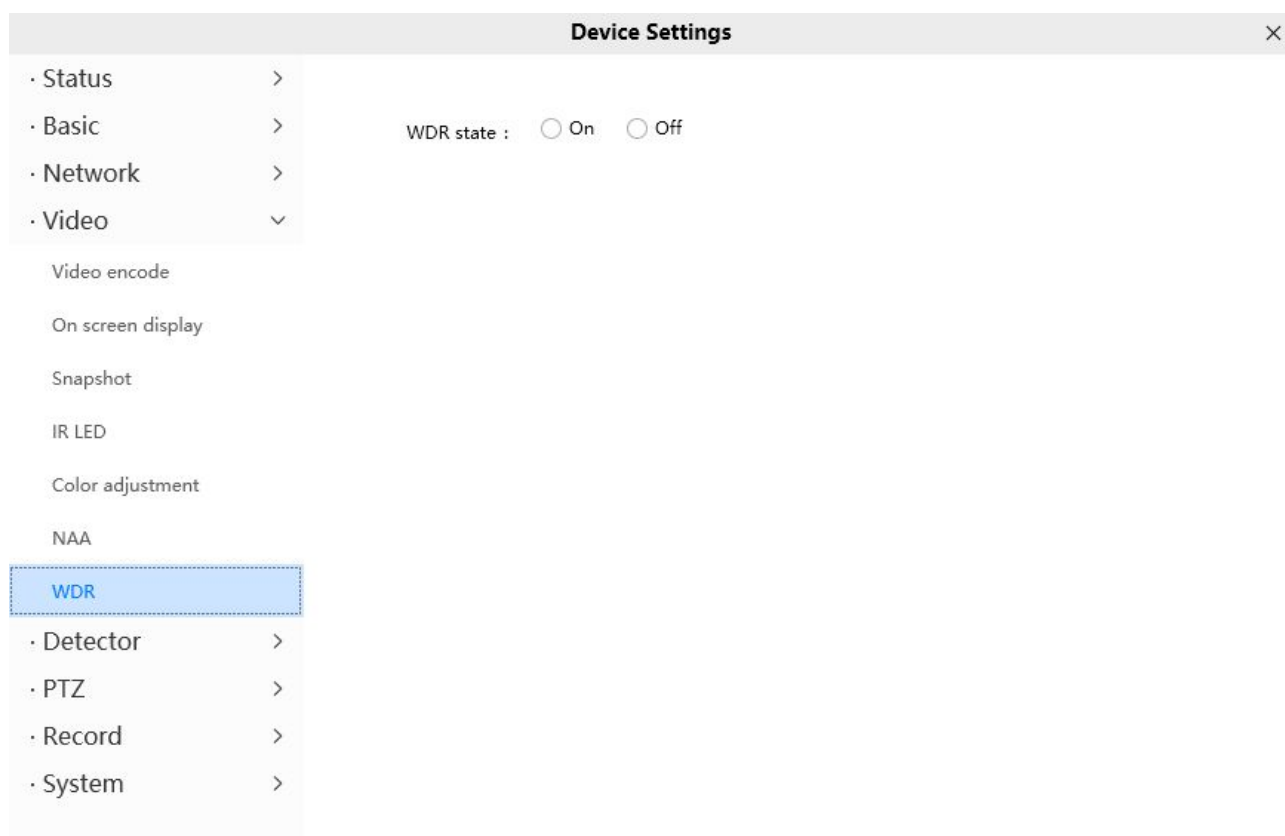 Device Settings
· Status
· Basic
· Network
· Video
Video encode
On screen display
Snapshot
IR LED
Color adjustment
NAA
WDR
· Detector
· PTZ
· Record
· System
WDR state : On Off